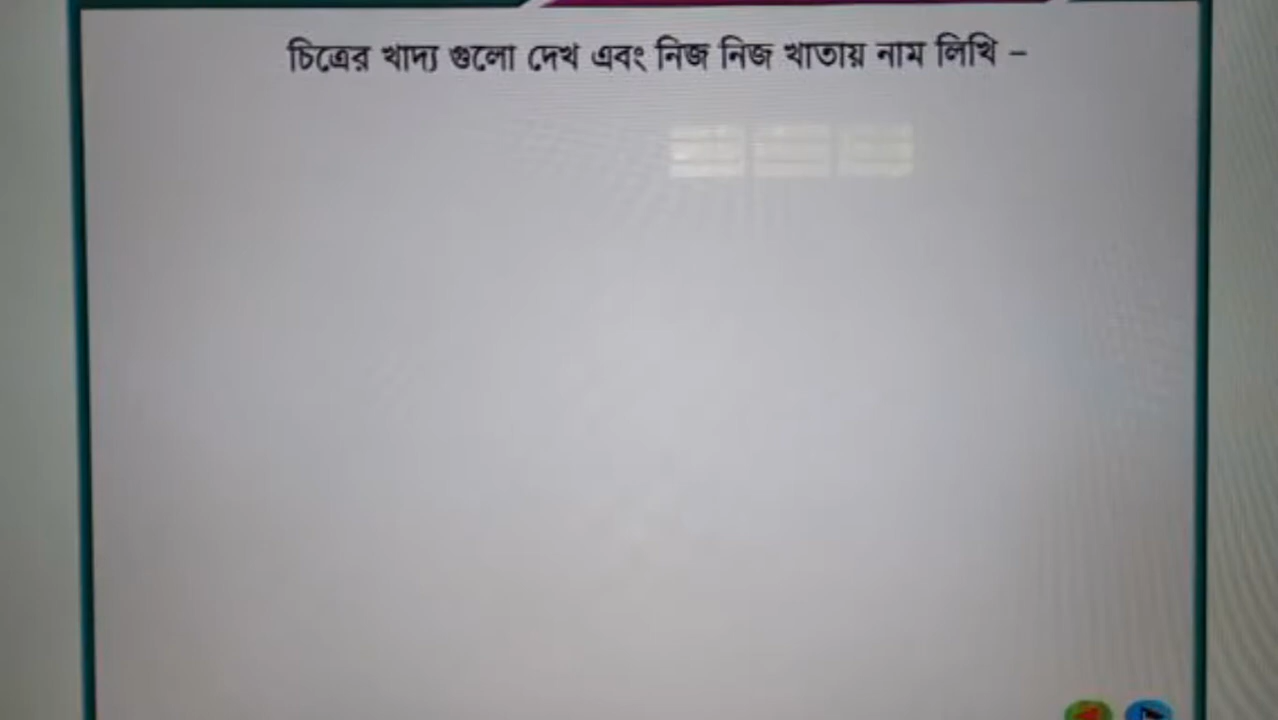 চিত্রের খাদ্য গুলো দেখ এবং নিজ নিজ খাতায় নাম লিখি –